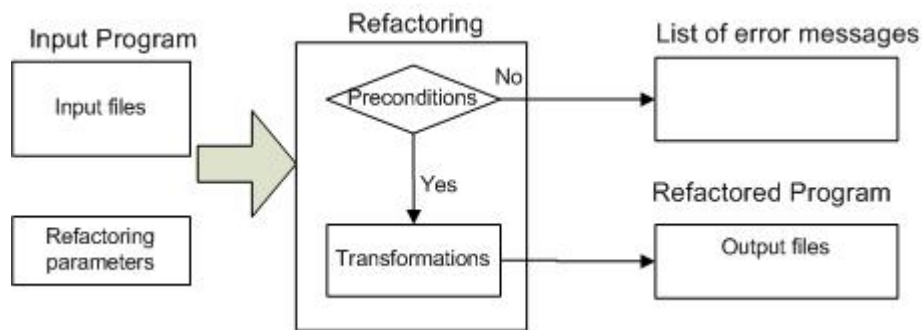 Input Program
Input files
Refactoring
parameters
Refactoring
Preconditions
No
Yes
Transformations
List of error messages
Refactored Program
Output files